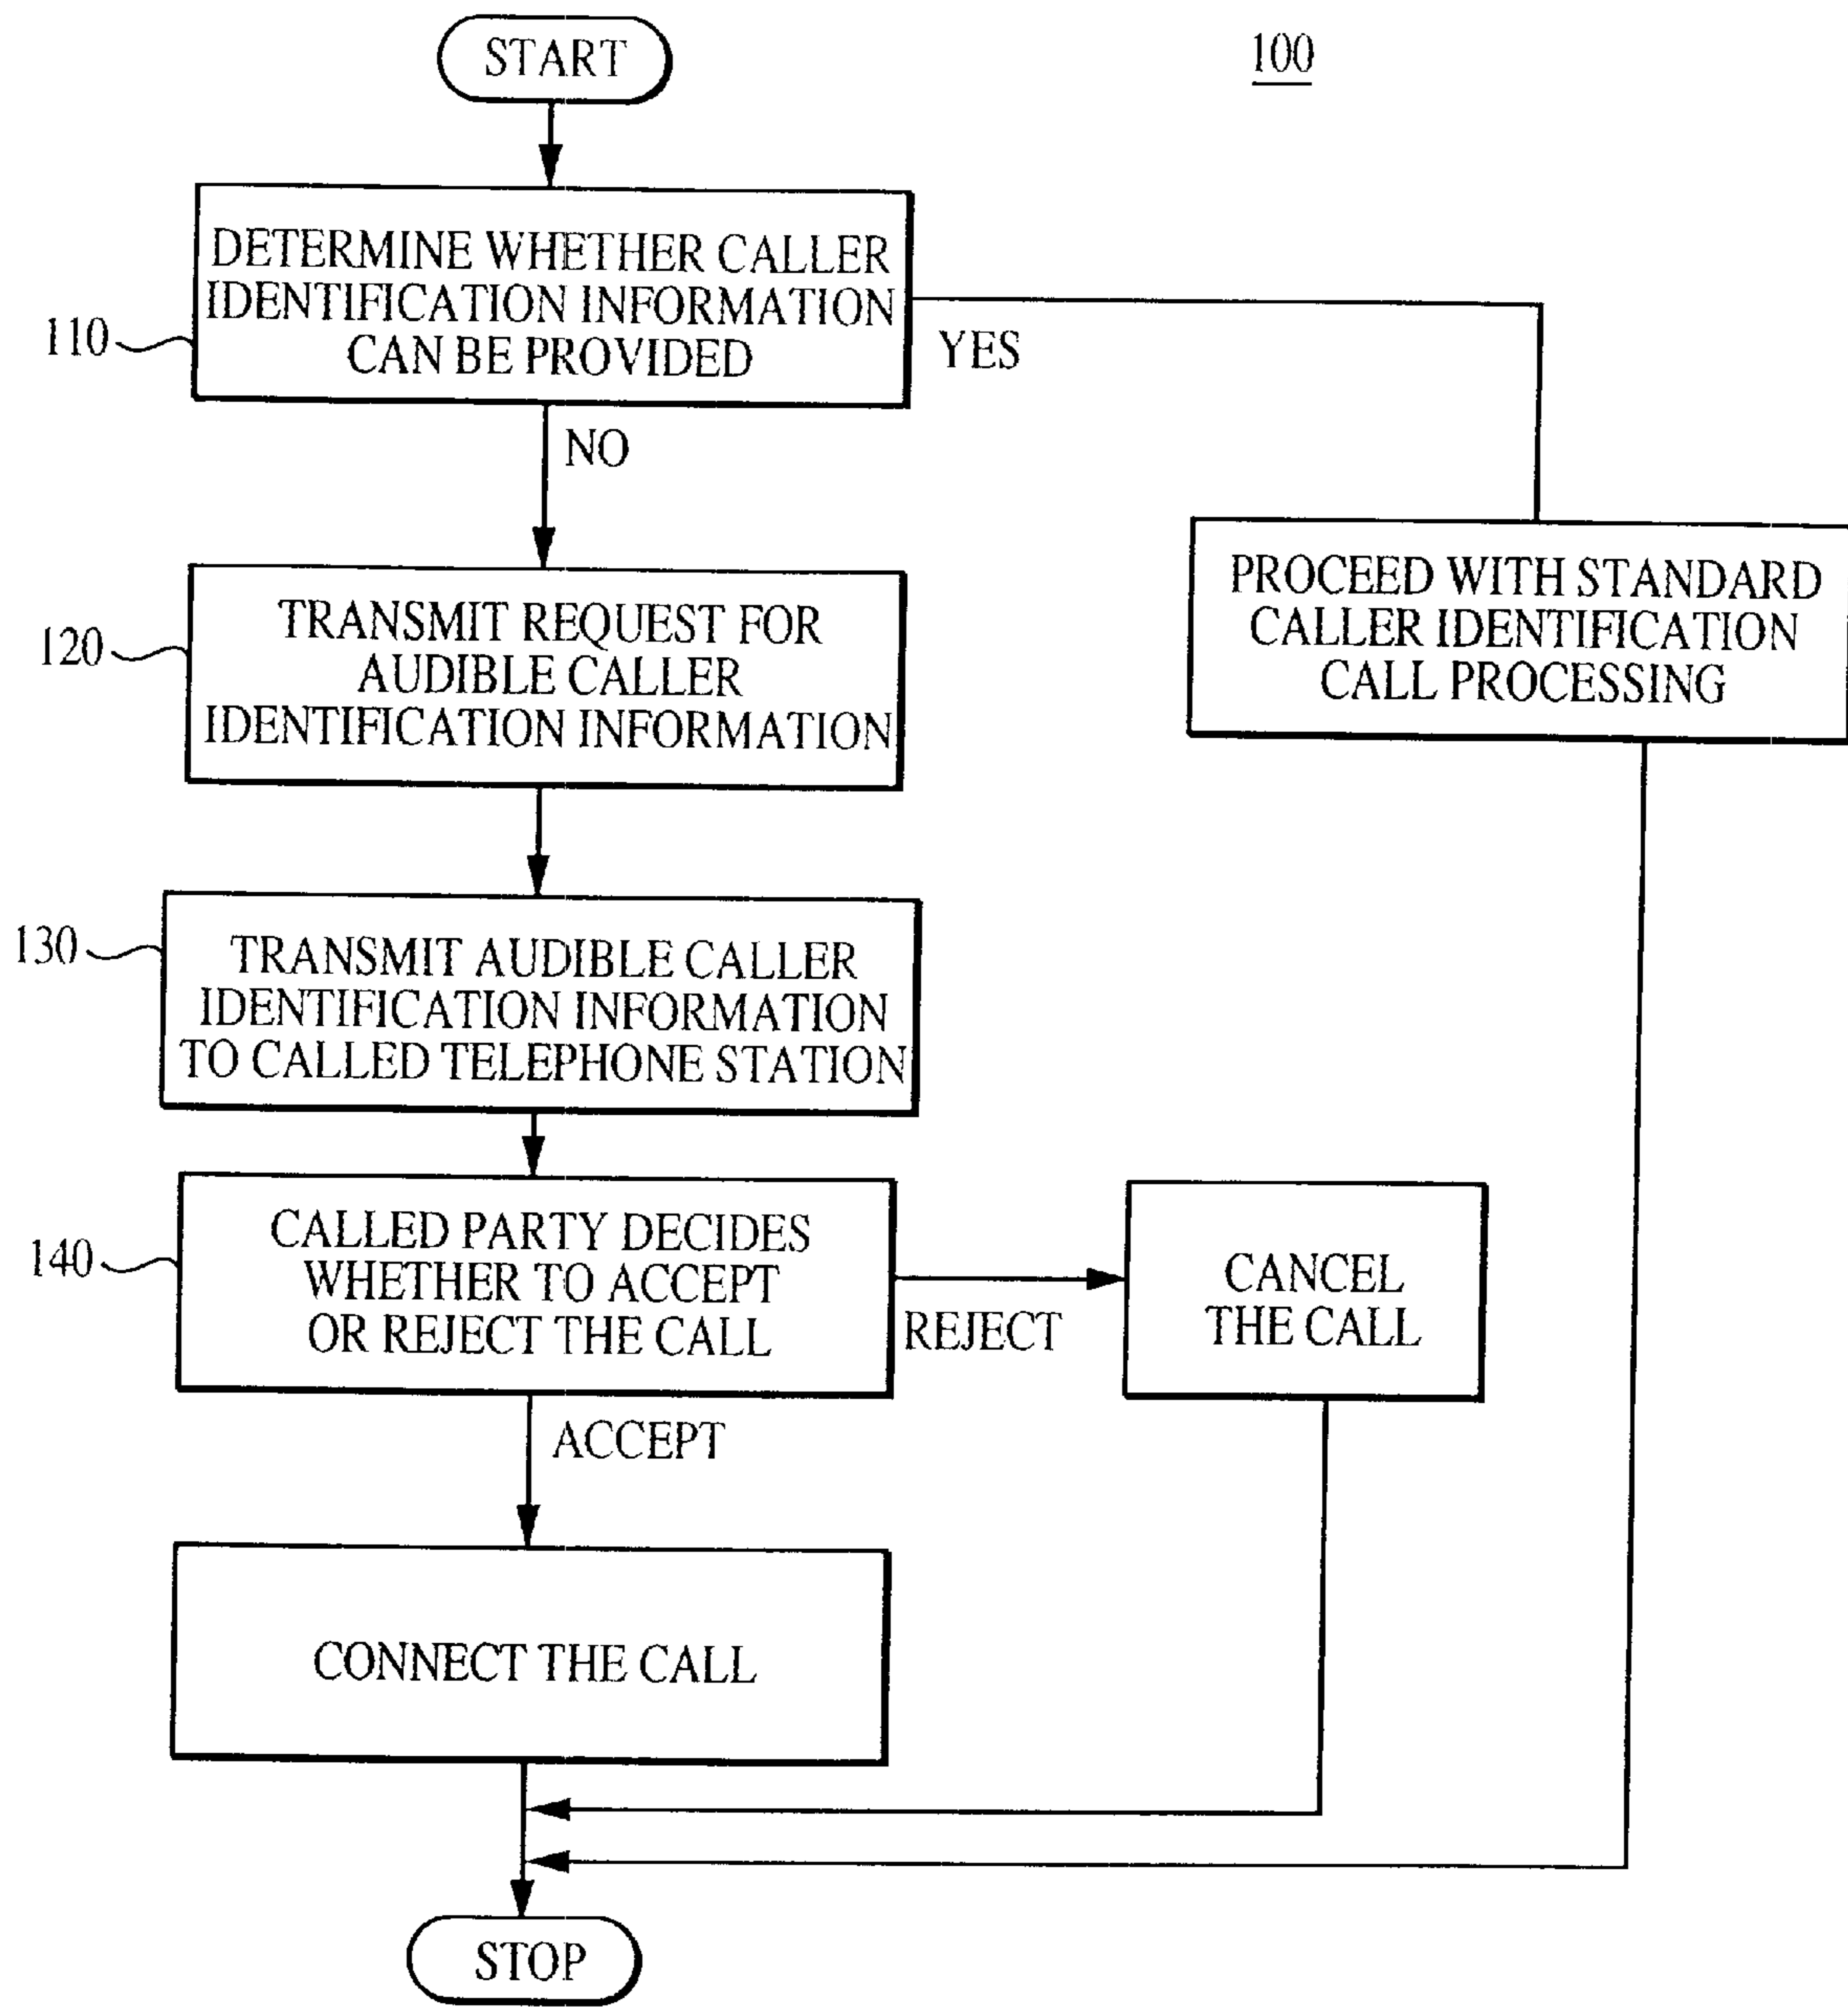 START
100
DETERMINE WHETHER CALLER
IDENTIFICATION INFORMATION
CAN BE PROVIDED
110
YES
NO
PROCEED WITH STANDARD
CALLER IDENTIFICATION
CALL PROCESSING
TRANSMIT REQUEST FOR
AUDIBLE CALLER
IDENTIFICATION INFORMATION
120
130
TRANSMIT AUDIBLE CALLER
IDENTIFICATION INFORMATION
TO CALLED TELEPHONE STATION
CALLED PARTY DECIDES
WHETHER TO ACCEPT
OR REJECT THE CALL
140
REJECT
CANCEL
THE CALL
ACCEPT
CONNECT THE CALL
STOP